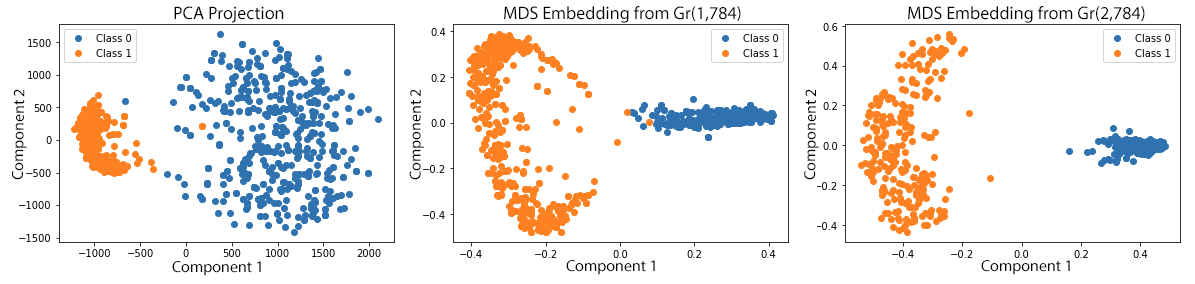 PCA Projection
Class 0
Class 1
1500
1000
500
0
−500
−1000
−1500
−1000
−500
0
500
1000
1500
2000
Component 2
Component 1
MDS Embedding from Gr(1,784)
Class 0
Class 1
0.4
0.2
0.0
−0.2
−0.4
−0.4
−0.2
0.0
0.2
0.4
Component 2
Component 1
MDS Embedding from Gr(2,784)
Class 0
Class 1
0.6
0.4
0.2
0.0
−0.2
−0.4
−0.4
−0.2
0.0
0.2
0.4
Component 2
Component 1